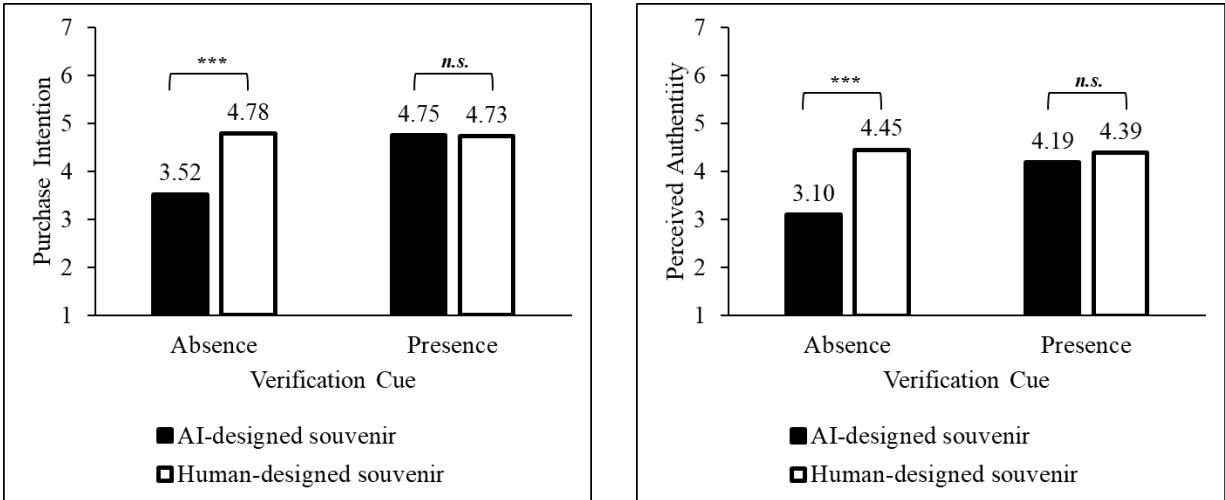 7
6
5
4
3
2
1
Purchase Intention
***
n.s.
3.52
4.78
4.75
4.73
Absence
Presence
Verification Cue
AI-designed souvenir
Human-designed souvenir
7
6
5
4
3
2
1
Perceived Authentiity
***
n.s.
3.10
4.45
4.19
4.39
Absence
Presence
Verification Cue
AI-designed souvenir
Human-designed souvenir